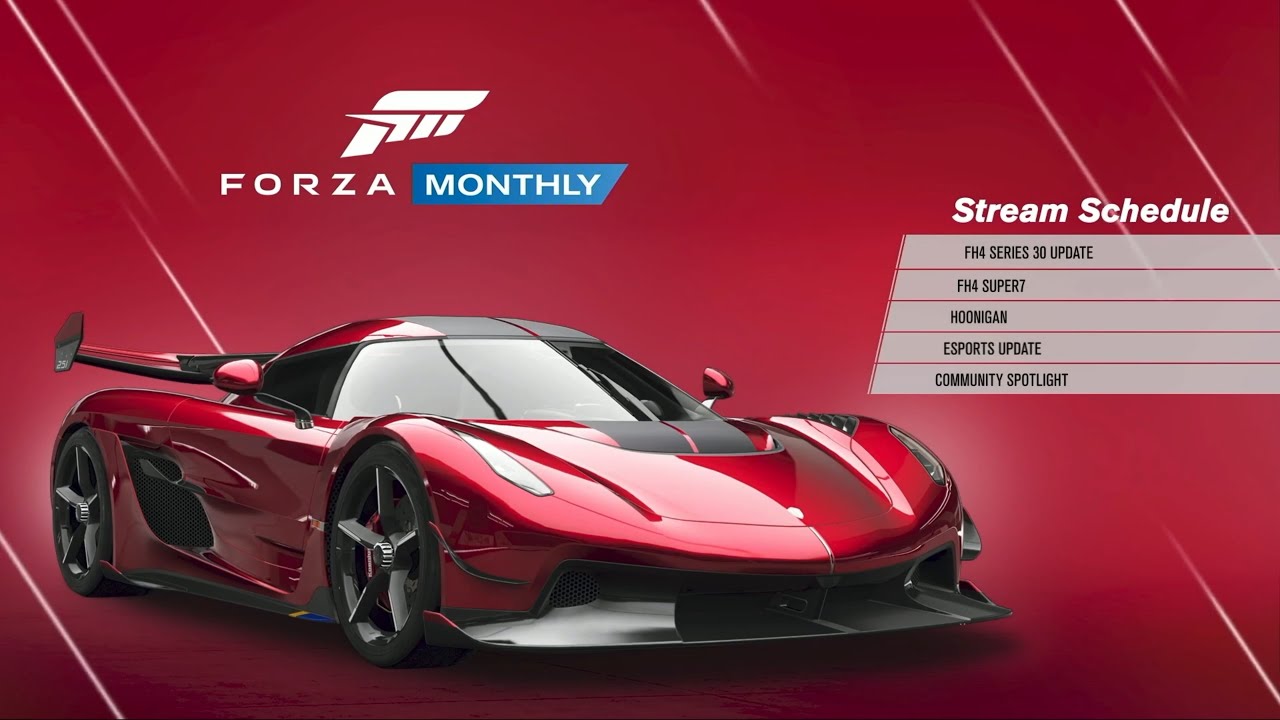 FORZA MONTHLY
Stream Schedule
FH4 SERIES 30 UPDATE
FH4 SUPER7
HOONIGAN
ESPORTS UPDATE
COMMUNITY SPOTLIGHT